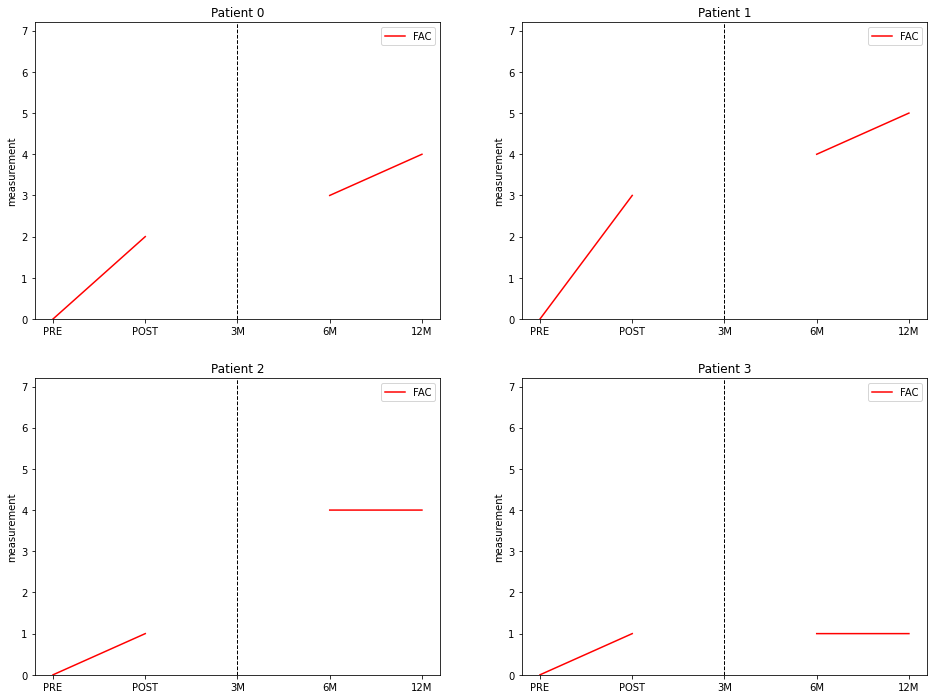 Patient 0
FAC
measurement
7
6
5
4
3
2
1
0
PRE POST 3M 6M 12M
Patient 1
FAC
measurement
7
6
5
4
3
2
1
0
PRE POST 3M 6M 12M
Patient 2
FAC
measurement
7
6
5
4
3
2
1
0
PRE POST 3M 6M 12M
Patient 3
FAC
measurement
7
6
5
4
3
2
1
0
PRE POST 3M 6M 12M